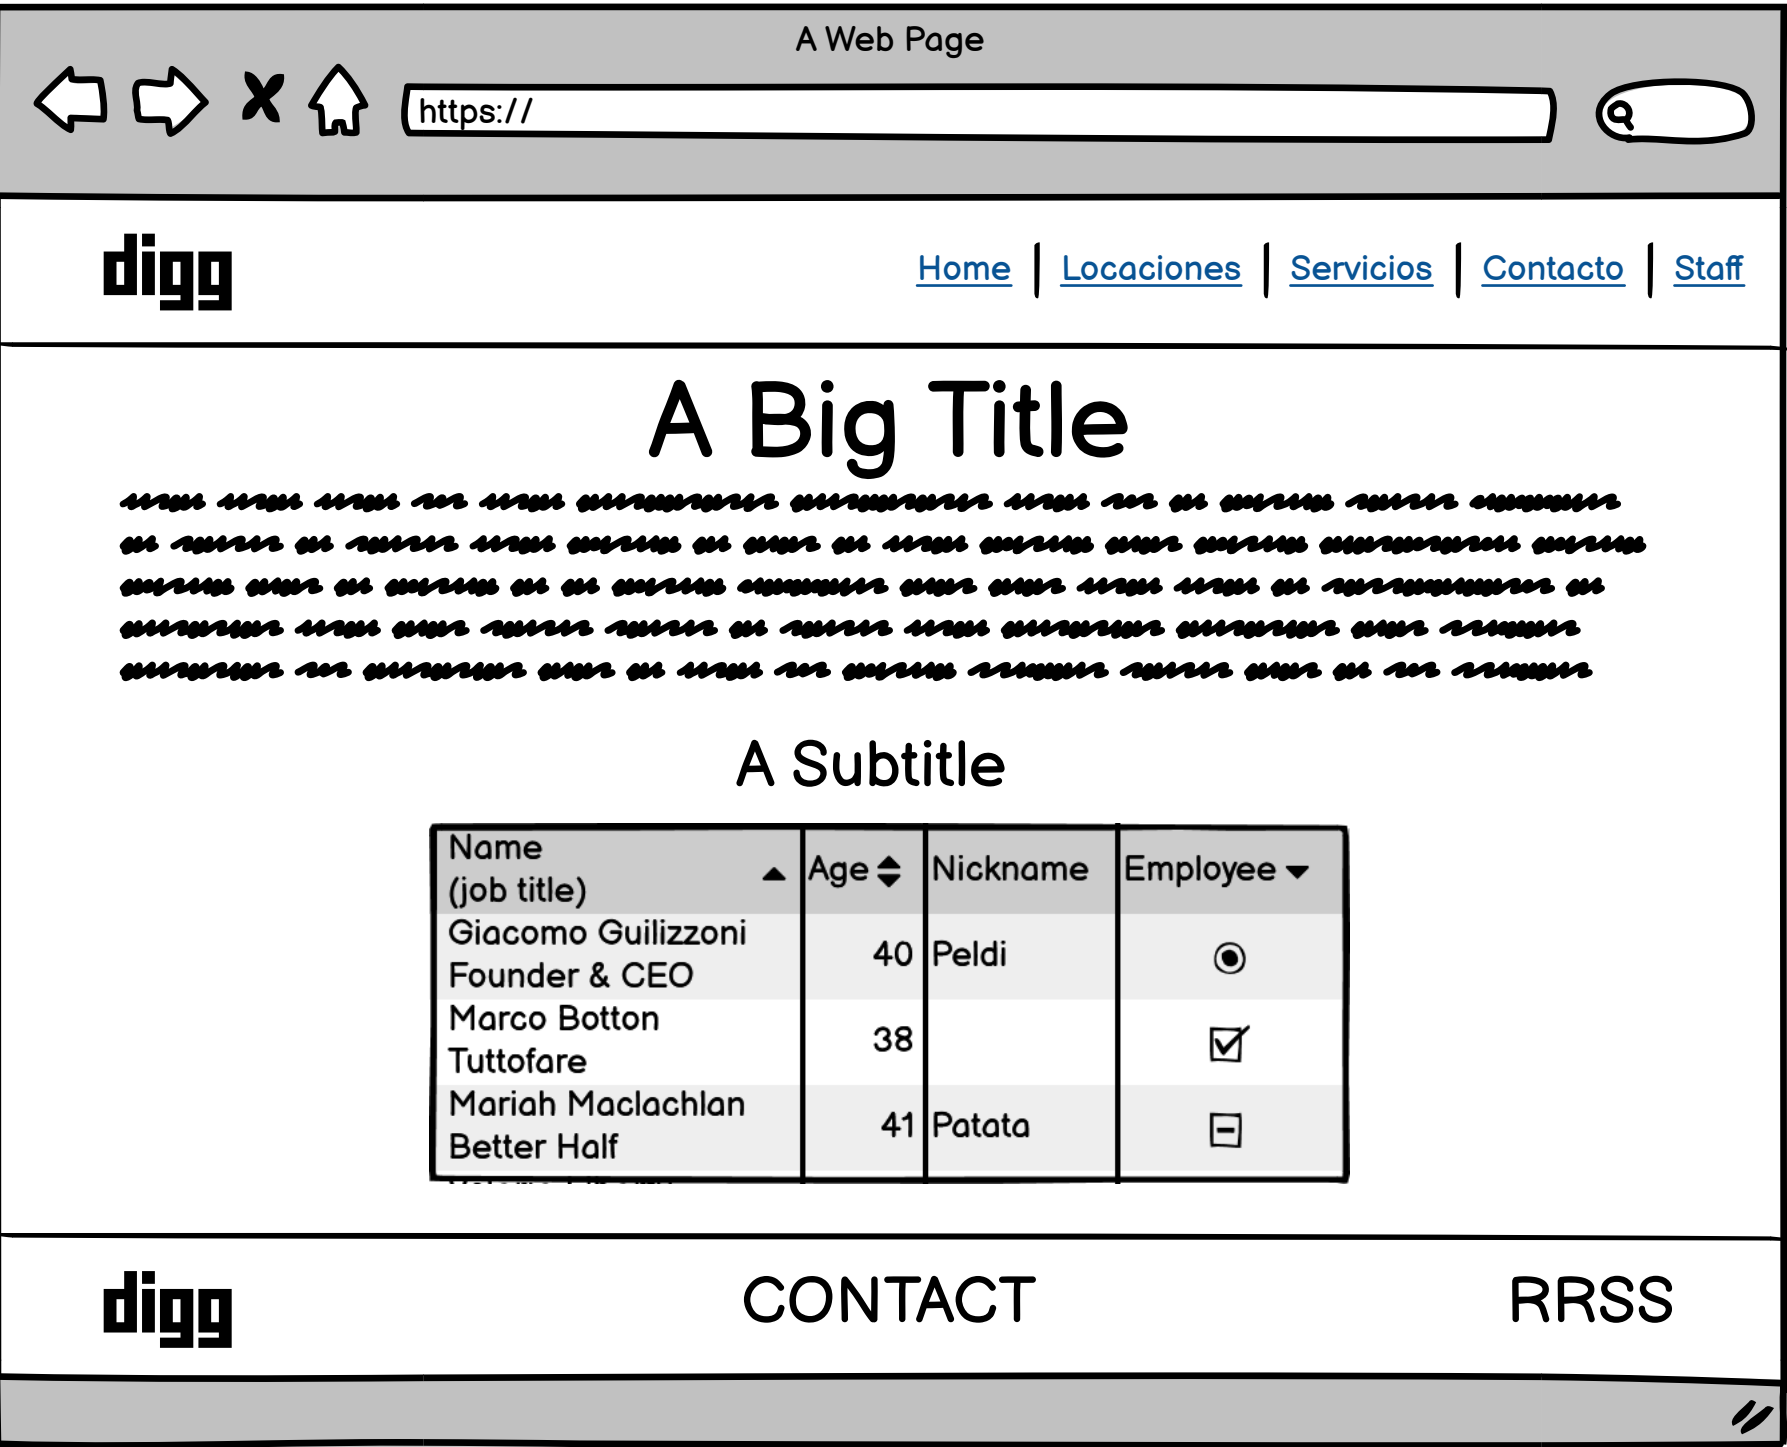 A Web Page
https://
digg
Home | Locaciones | Servicios | Contacto | Staff
A Big Title
A Subtitle
Name
(job title)
Age
Nickname
Employee
Giacomo Guilizzoni
Founder & CEO
40
Peldi
Marco Botton
Tuttofare
38
Mariah Maclachlan
Better Half
41
Patata
digg
CONTACT
RRSS